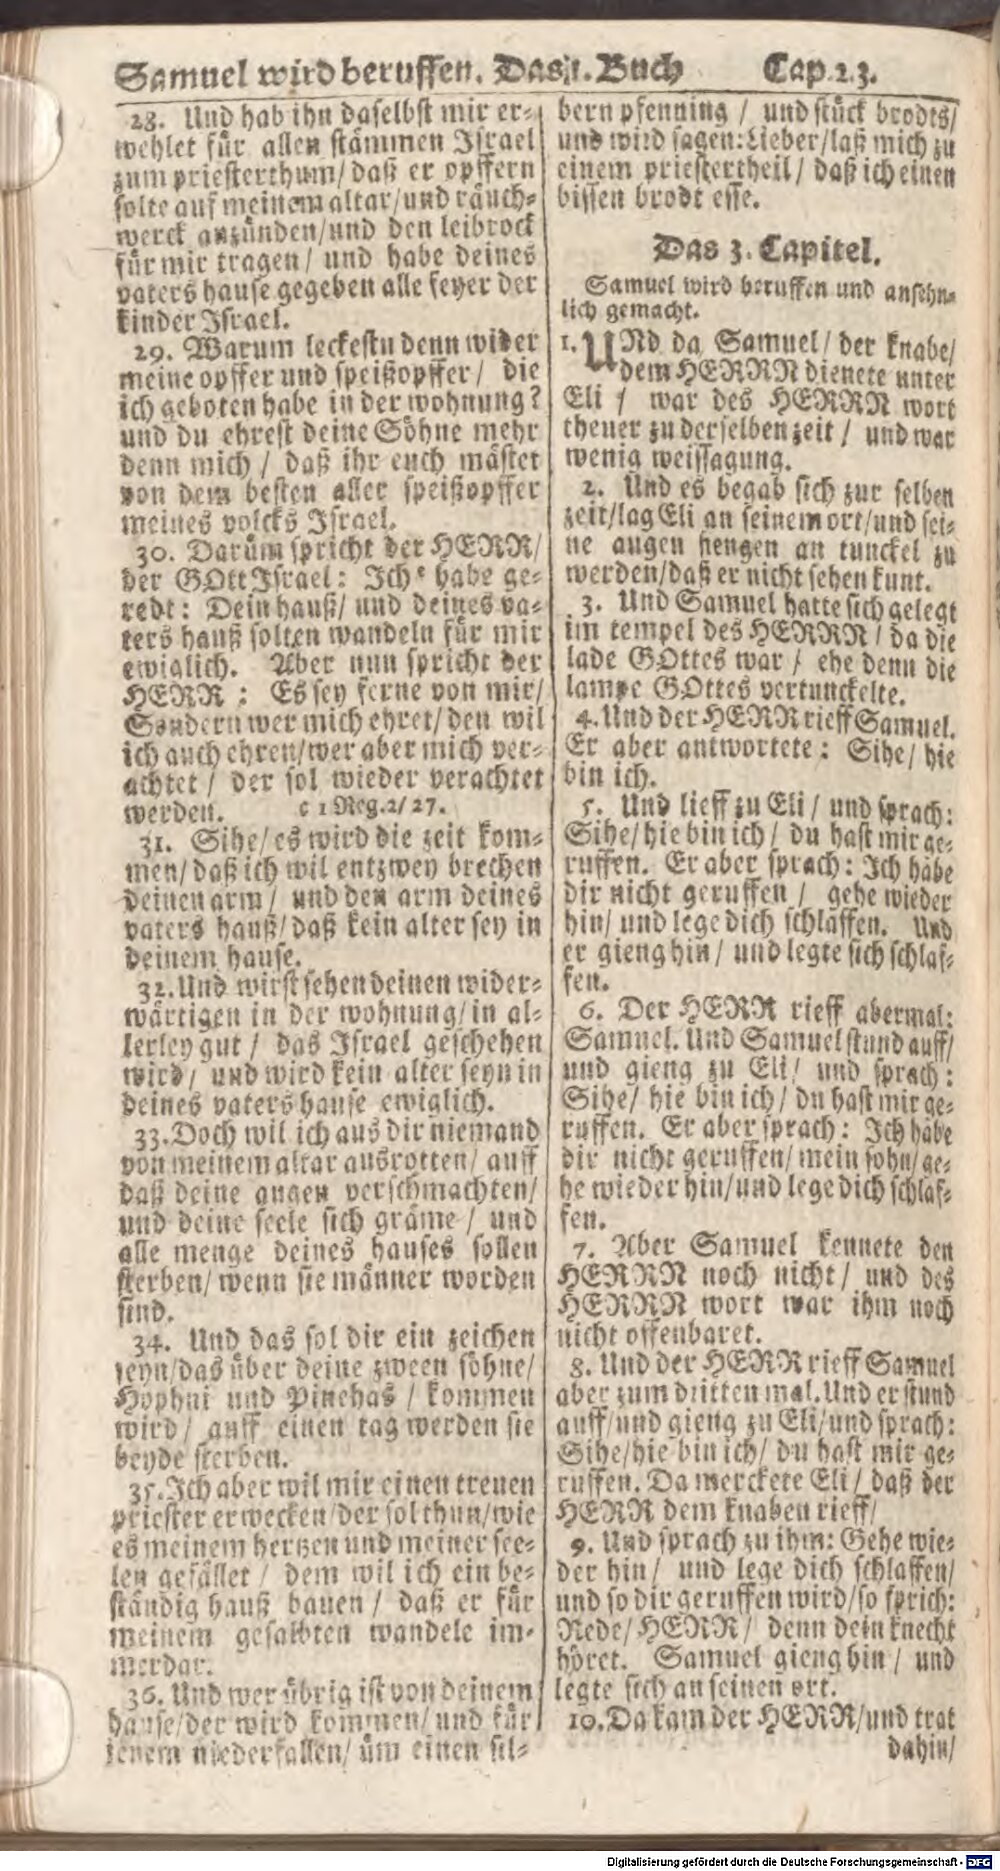 Samuel wird beruffen. Das 1. Buch Cap. 2. 3.
28. Und hab ihn daselbst mir er-
wehlet für allen stämmen Israel
zum priesterthum/ daß er opffern
solte auf meinem altar/ und räuch-
werck anzünden/ und den leibrock
für mir tragen/ und habe deines
vaters hause gegeben alle feyer der
kinder Israel.
29. Warum leckestu denn wider
meine opffer und speißopffer/ die
ich geboten habe in der wohnung?
und du ehrest deine Söhne mehr
denn mich/ daß ihr euch mästet
von dem besten aller speißopffer
meines volcks Israel.
30. Darüm spricht der HERR/
der GOtt Israel: Ich c habe ge-
redt: Dein hauß/ und deines va-
ters hauß solten wandeln für mir
ewiglich. Aber nun spricht der
HERR: Es sey ferne von mir/
Sondern wer mich ehret/ den wil
ich auch ehren/ wer aber mich ver-
achtet/ der sol wieder verachtet
werden. c 1 Reg. 2/ 27.
31. Sihe/ es wird die zeit kom-
men/ daß ich wil entzwey brechen
deinen arm/ und den arm deines
vaters hauß/ daß kein alter sey in
deinem hause.
32. Und wirst sehen deinen wider-
wärtigen in der wohnung/ in al-
lerley gut/ das Israel geschehen
wird/ und wird kein alter seyn in
deines vaters hause ewiglich.
33. Doch wil ich aus dir niemand
von meinem altar ausrotten/ auff
daß deine augen verschmachten/
und deine seele sich gräme/ und
alle menge deines hauses sollen
sterben/ wenn sie männer worden
sind.
34. Und das sol dir ein zeichen
seyn/ das über deine zween söhne/
Hophni und Pinehas/ kommen
wird/ auff einen tag werden sie
beyde sterben.
35. Ich aber wil mir einen treuen
priester erwecken/ der sol thun/ wie
es meinem hertzen und meiner see-
len gefället/ dem wil ich ein be-
ständig hauß bauen/ daß er für
meinem gesalbten wandele im-
merdar.
36. Und wer übrig ist von deinem
hause/ der wird kommen/ und für
jenem niederfallen/ üm einen sil-
bern pfenning/ und stück brodts/
und wird sagen: Lieber/ laß mich zu
einem priestertheil/ daß ich einen
bissen brodt esse.
Das 3. Capitel.
Samuel wird beruffen und ansehn-
lich gemacht.
1. UNd da Samuel/ der knabe/
dem HERRN dienete unter
Eli/ war des HERRN wort
theuer zu derselben zeit/ und war
wenig weissagung.
2. Und es begab sich zur selben
zeit/ lag Eli an seinem ort/ und sei-
ne augen fiengen an tunckel zu
werden/ daß er nicht sehen kunt.
3. Und Samuel hatte sich gelegt
im tempel des HERRN/ da die
lade GOttes war/ ehe denn die
lampe GOttes vertunckelte.
4. Und der HERR rieff Samuel.
Er aber antwortete: Sihe/ hie
bin ich.
5. Und lieff zu Eli/ und sprach:
Sihe/ hie bin ich/ du hast mir ge-
ruffen. Er aber sprach: Ich habe
dir nicht geruffen/ gehe wieder
hin/ und lege dich schlaffen. Und
er gieng hin/ und legte sich schlaf-
fen.
6. Der HERR rieff abermal:
Samuel. Und Samuel stund auff/
und gieng zu Eli/ und sprach:
Sihe/ hie bin ich/ du hast mir ge-
ruffen. Er aber sprach: Ich habe
dir nicht geruffen/ mein sohn/ ge-
he wieder hin/ und lege dich schlaf-
fen.
7. Aber Samuel kennete den
HERRN noch nicht/ und des
HERRN wort war ihm noch
nicht offenbaret.
8. Und der HERR rieff Samuel
aber zum dritten mal. Und er stund
auff/ und gieng zu Eli/ und sprach:
Sihe/ hie bin ich/ du hast mir ge-
ruffen. Da merckete Eli/ daß der
HERR dem knaben rieff/
9. Und sprach zu ihm: Gehe wie-
der hin/ und lege dich schlaffen/
und so dir geruffen wird/ so sprich:
Rede/ HERR/ denn dein knecht
höret. Samuel gieng hin/ und
legte sich an seinen ort.
10. Da kam der HERR/ und trat
dahin/
Digitalisierung gefördert durch die Deutsche Forschungsgemeinschaft - DFG